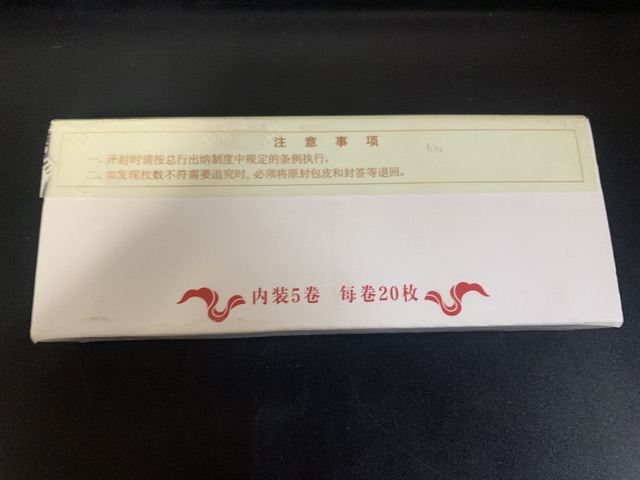 注意事项
一、开封时请按总行出纳制度中规定的条例执行。
二、如发现枚数不符需要追究时,必须将原封包皮和封签等退回。
内装5卷 每卷20枚